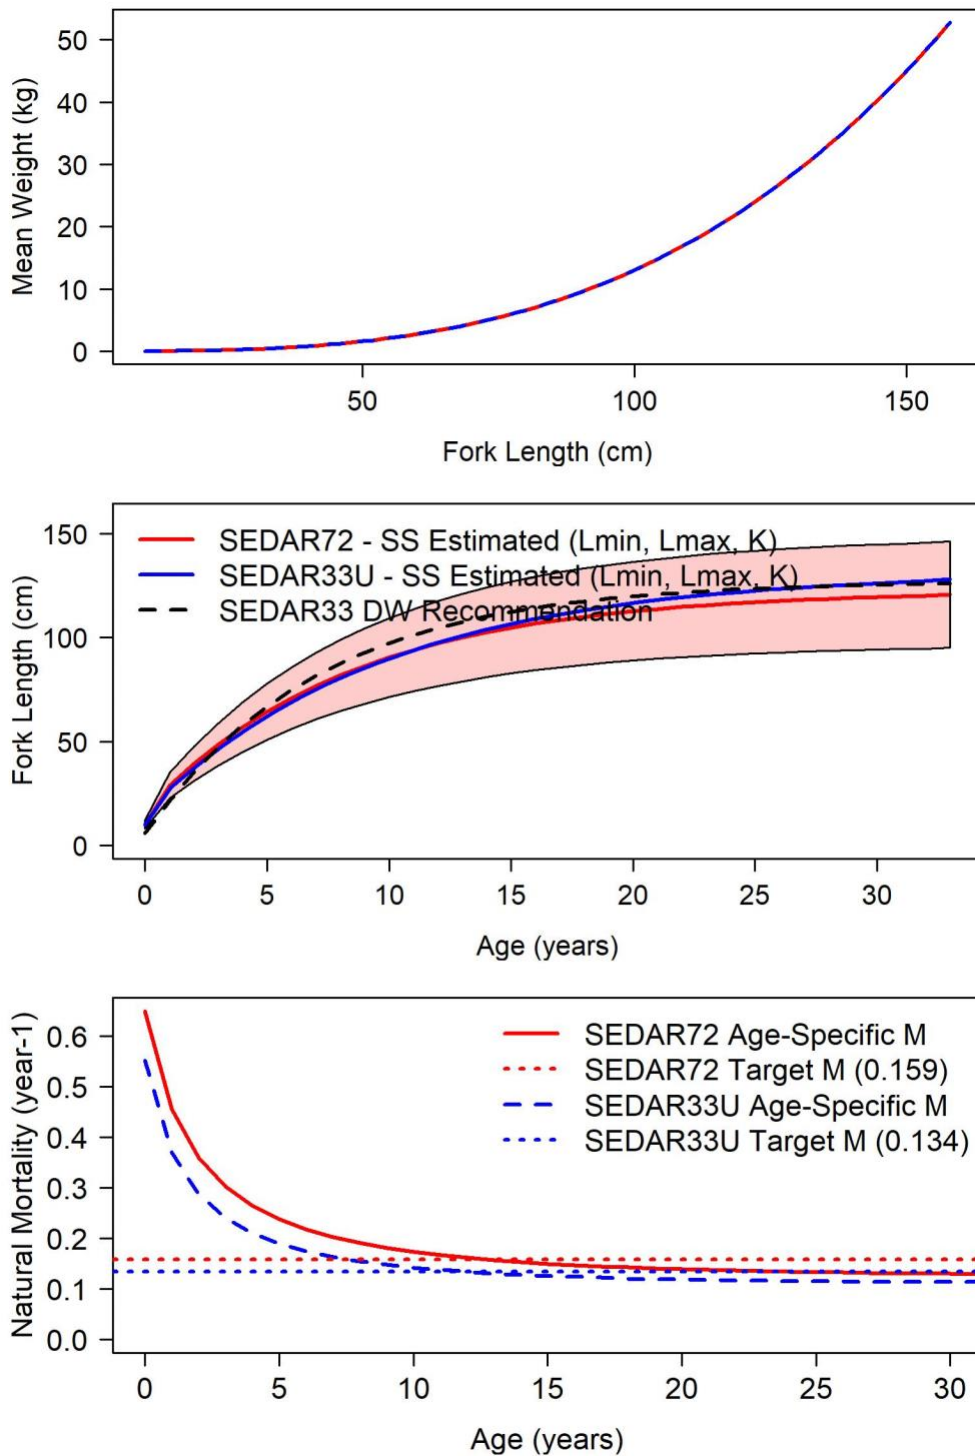 50
40
30
20
10
0
Mean Weight (kg)
50 100 150
Fork Length (cm)
150
100
50
0
Fork Length (cm)
SEDAR72 - SS Estimated (Lmin, Lmax, K)
SEDAR33U - SS Estimated (Lmin, Lmax, K)
SEDAR33 DW Recommendation
0 5 10 15 20 25 30
Age (years)
0.6
0.5
0.4
0.3
0.2
0.1
0.0
Natural Mortality (year-1)
SEDAR72 Age-Specific M
SEDAR72 Target M (0.159)
SEDAR33U Age-Specific M
SEDAR33U Target M (0.134)
0 5 10 15 20 25 30
Age (years)